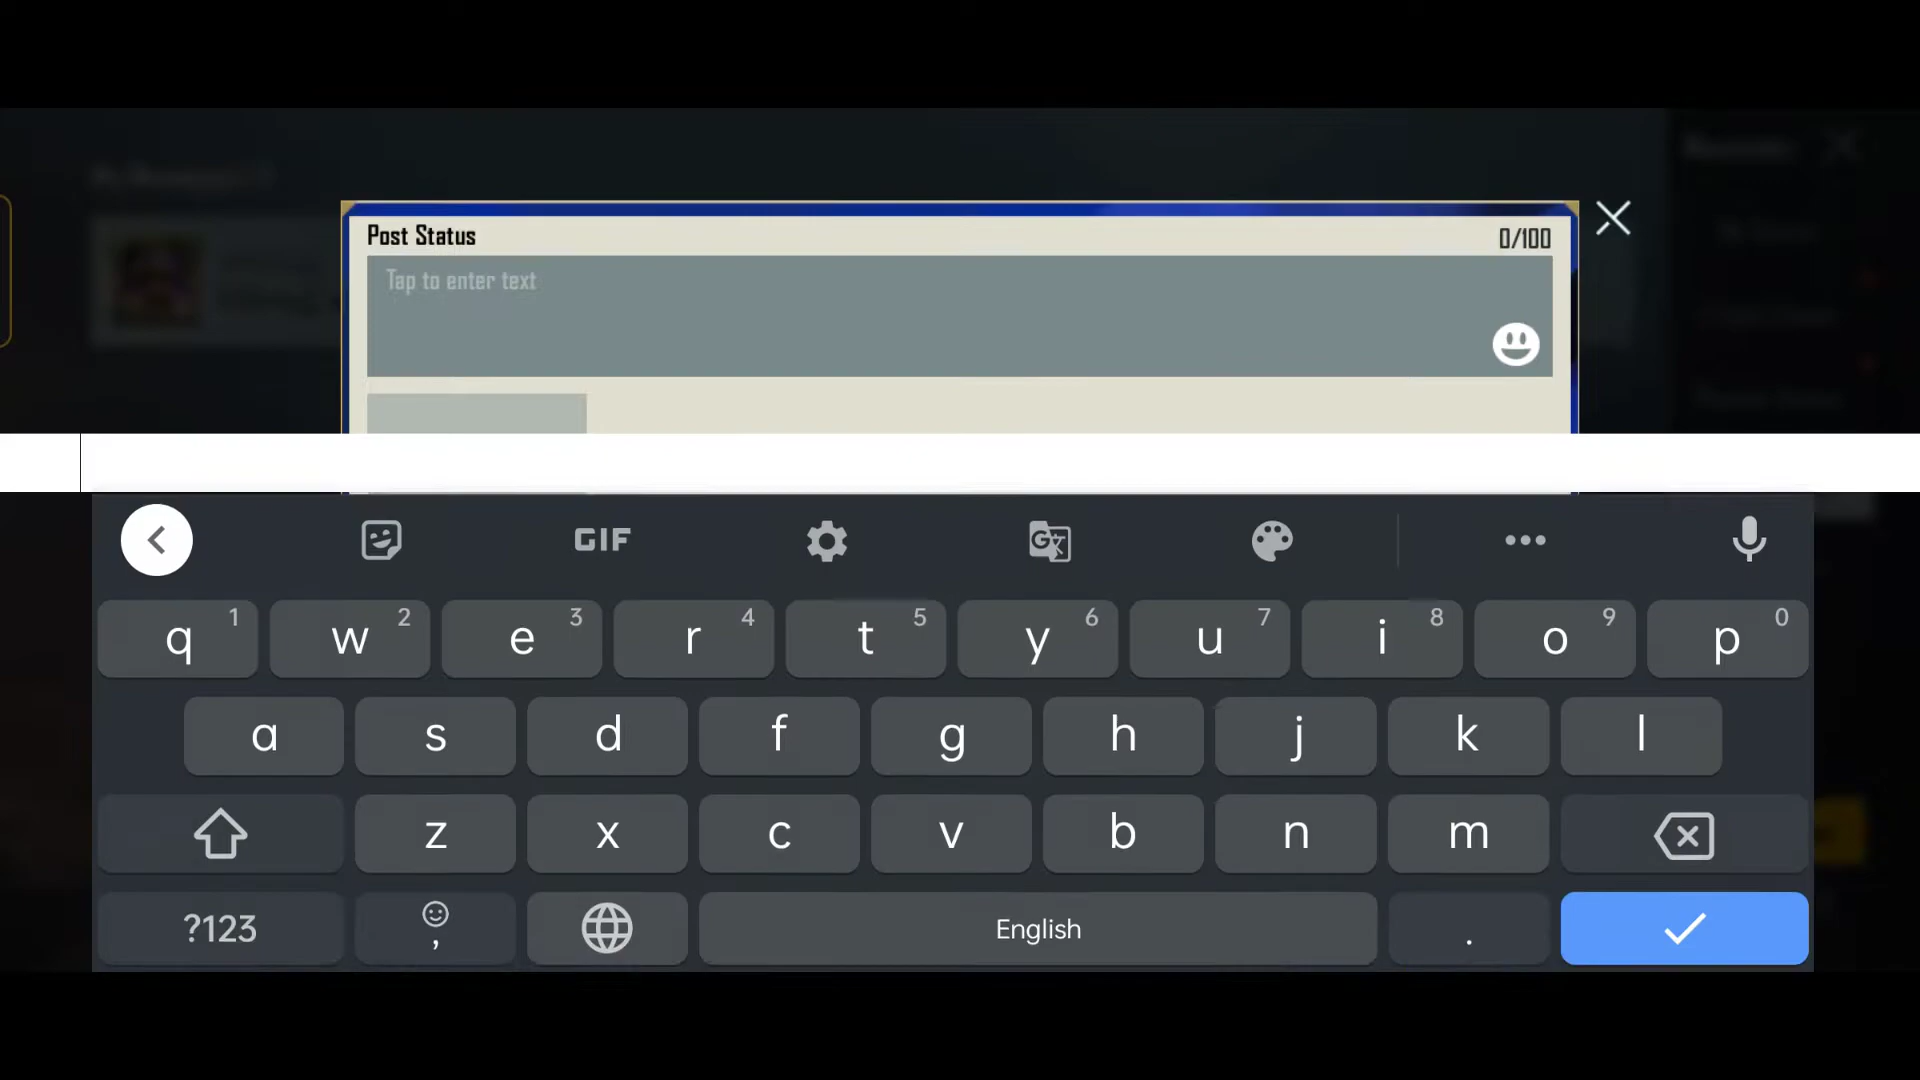 Post Status
0/100
Tap to enter text
GIF
q 1 w 2 e 3 r 4 t 5 y 6 u 7 i 8 o 9 p 0
a s d f g h j k l
z x c v b n m
?123 , English .